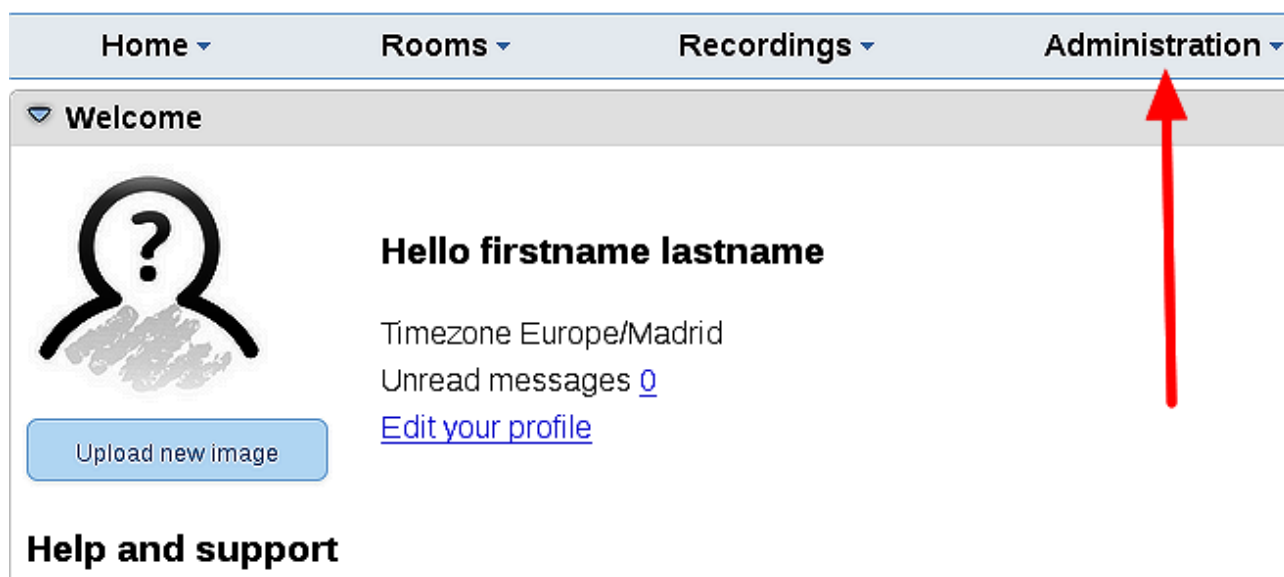 Home Rooms Recordings Administration
Welcome
?
Hello firstname lastname
Timezone Europe/Madrid
Unread messages 0
Edit your profile
Upload new image
Help and support